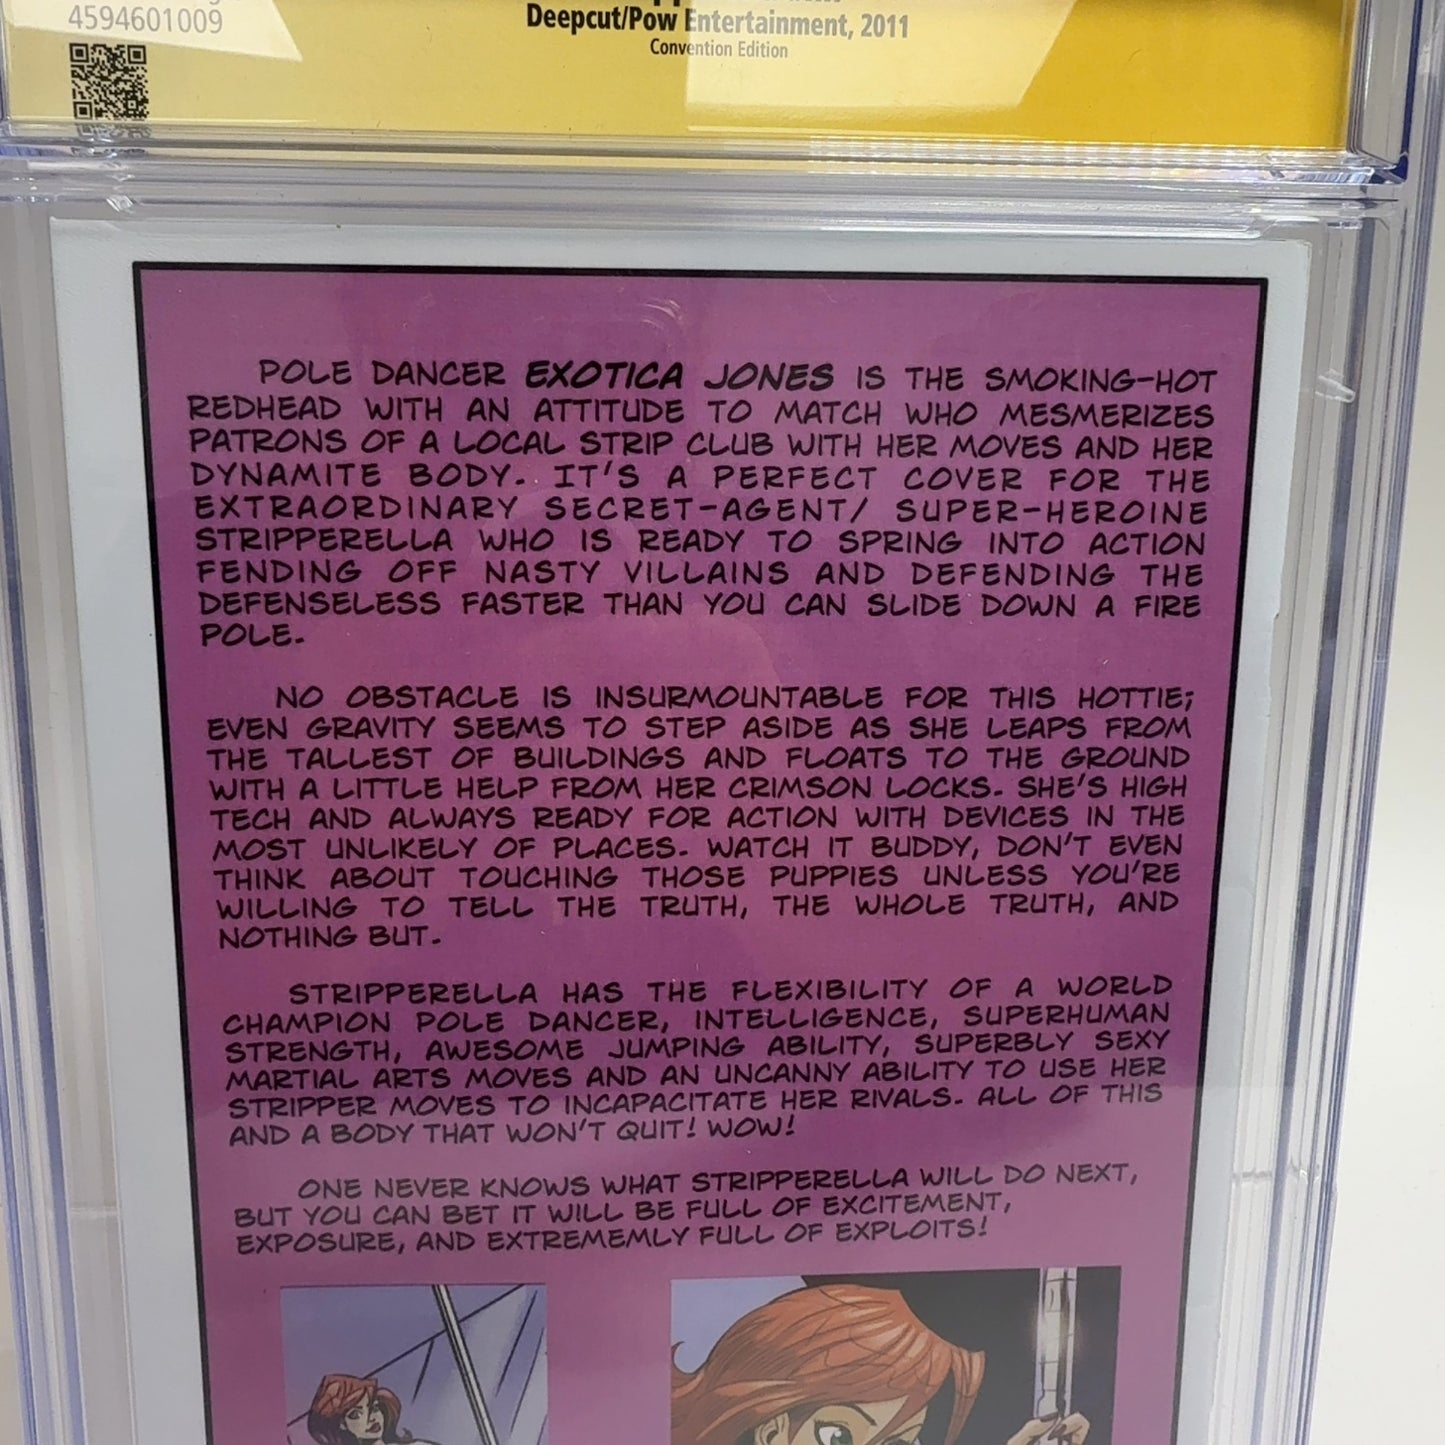 4594601009
Deepcut/Pow Entertainment, 2011
Convention Edition
POLE DANCER EXOTICA JONES IS THE SMOKING-HOT
REDHEAD WITH AN ATTITUDE TO MATCH WHO MESMERIZES
PATRONS OF A LOCAL STRIP CLUB WITH HER MOVES AND HER
DYNAMITE BODY. IT'S A PERFECT COVER FOR THE
EXTRAORDINARY SECRET-AGENT/ SUPER-HEROINE
STRIPPERELLA WHO IS READY TO SPRING INTO ACTION
FENDING OFF NASTY VILLAINS AND DEFENDING THE
DEFENSELESS FASTER THAN YOU CAN SLIDE DOWN A FIRE
POLE.
NO OBSTACLE IS INSURMOUNTABLE FOR THIS HOTTIE;
EVEN GRAVITY SEEMS TO STEP ASIDE AS SHE LEAPS FROM
THE TALLEST OF BUILDINGS AND FLOATS TO THE GROUND
WITH A LITTLE HELP FROM HER CRIMSON LOCKS. SHE'S HIGH
TECH AND ALWAYS READY FOR ACTION WITH DEVICES IN THE
MOST UNLIKELY OF PLACES. WATCH IT BUDDY, DON'T EVEN
THINK ABOUT TOUCHING THOSE PUPPIES UNLESS YOU'RE
WILLING TO TELL THE TRUTH, THE WHOLE TRUTH, AND
NOTHING BUT.
STRIPPERELLA HAS THE FLEXIBILITY OF A WORLD
CHAMPION POLE DANCER, INTELLIGENCE, SUPERHUMAN
STRENGTH, AWESOME JUMPING ABILITY, SUPERBLY SEXY
MARTIAL ARTS MOVES AND AN UNCANNY ABILITY TO USE HER
STRIPPER MOVES TO INCAPACITATE HER RIVALS. ALL OF THIS
AND A BODY THAT WON'T QUIT! WOW!
ONE NEVER KNOWS WHAT STRIPPERELLA WILL DO NEXT,
BUT YOU CAN BET IT WILL BE FULL OF EXCITEMENT,
EXPOSURE, AND EXTREMEMLY FULL OF EXPLOITS!